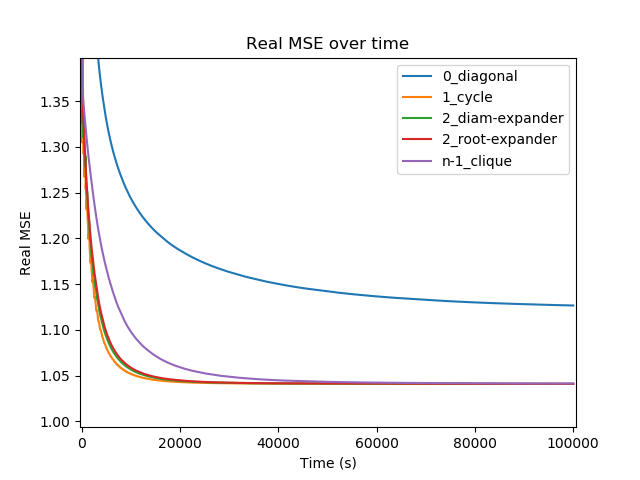 Real MSE over time
0_diagonal
1_cycle
2_diam-expander
2_root-expander
n-1_clique
Real MSE
1.35
1.30
1.25
1.20
1.15
1.10
1.05
1.00
0 20000 40000 60000 80000 100000
Time (s)